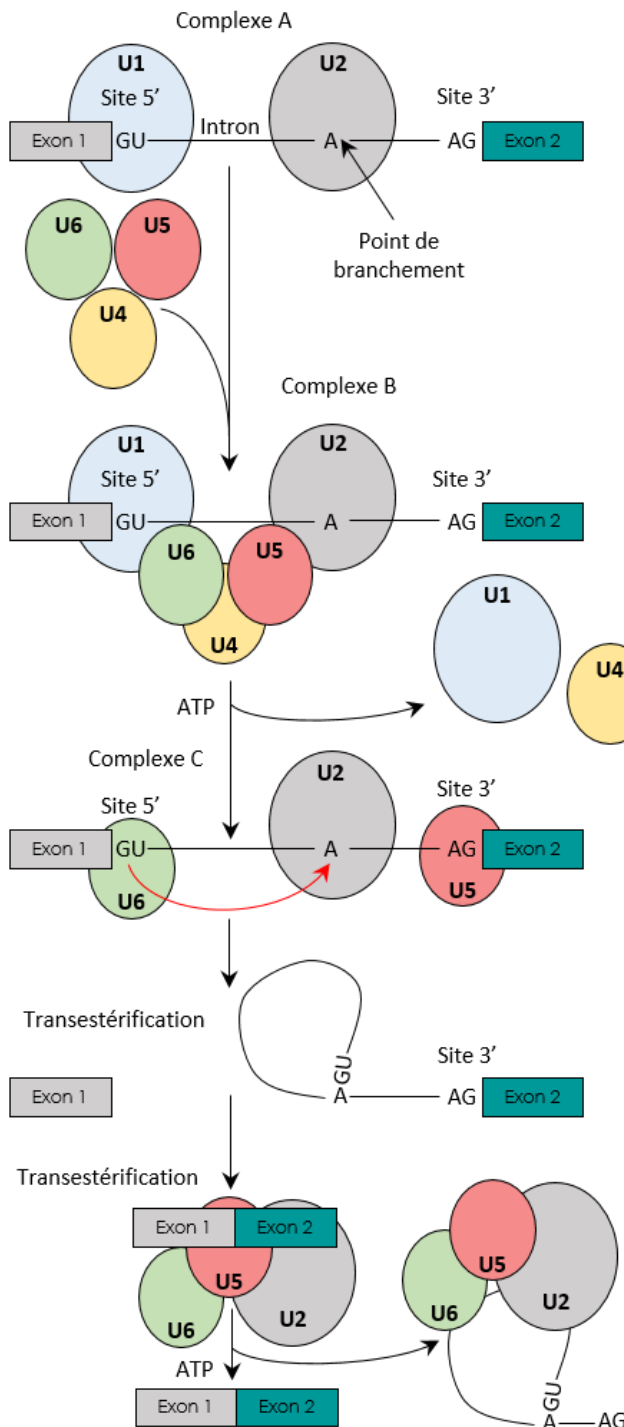 Complexe A
U1
U2
Site 5’
Site 3’
Exon 1
GU
Intron
A
AG
Exon 2
U6
U5
Point de
branchement
U4
Complexe B
U1
U2
Site 5’
Site 3’
Exon 1
GU
A
AG
Exon 2
U6
U5
U4
U1
U4
ATP
Complexe C
U2
Site 5’
Site 3’
Exon 1
GU
A
AG
Exon 2
U6
U5
Transestérification
GU
Site 3’
Exon 1
A
AG
Exon 2
Transestérification
Exon 1
Exon 2
U5
U6
U2
U5
U6
U2
ATP
GU
Exon 1
Exon 2
A
AG